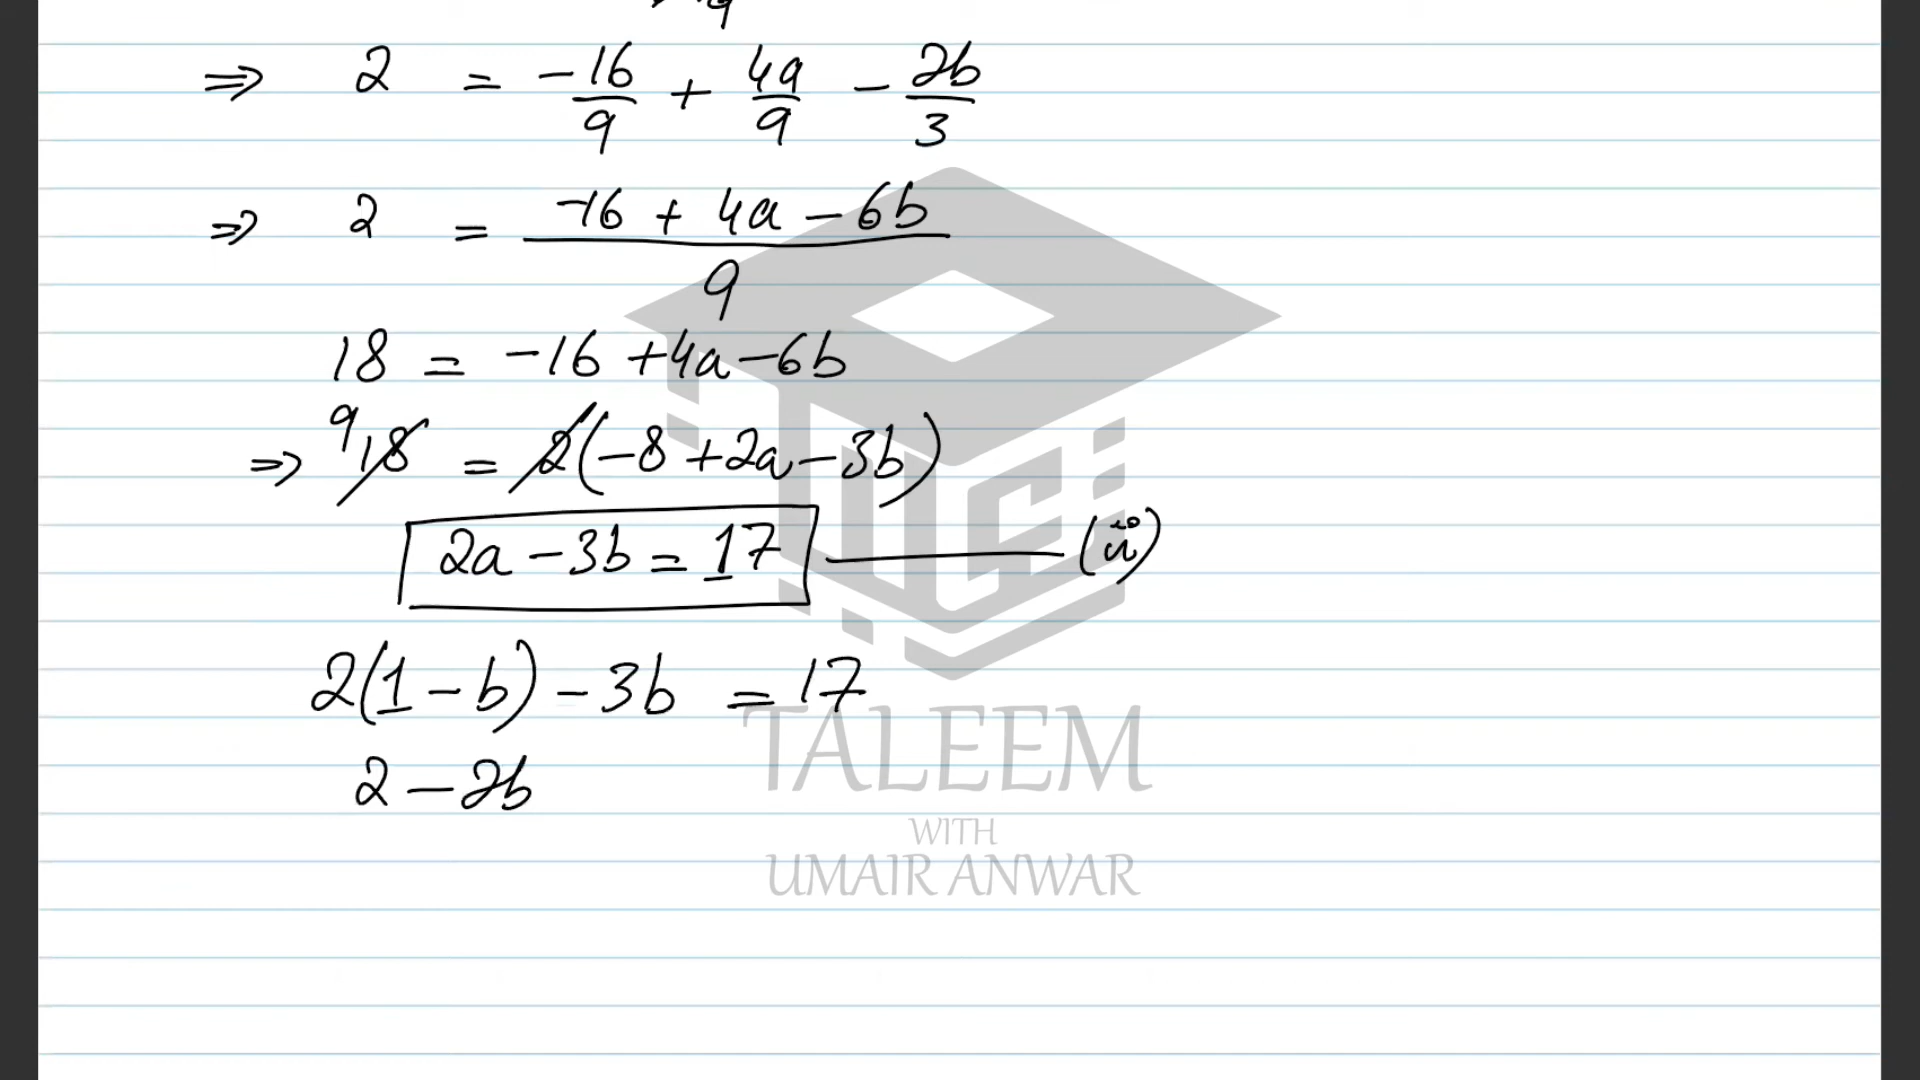 ⇒ 2 = -16/9 + 4a/9 - 2b/3
⇒ 2 = (-16 + 4a - 6b)/9
18 = -16 + 4a - 6b
⇒ 9 18 = 2(-8 + 2a - 3b)
2a - 3b = 17 ——— (ii)
2(1 - b) - 3b = 17
2 - 2b
TALEEM
WITH
UMAIR ANWAR